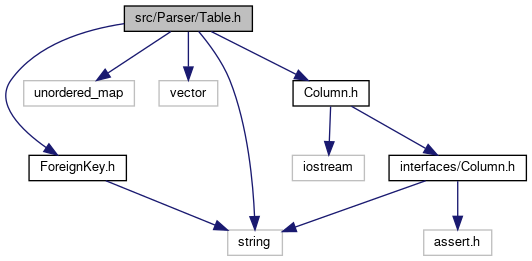 src/Parser/Table.h
unordered_map
vector
Column.h
ForeignKey.h
iostream
interfaces/Column.h
string
assert.h